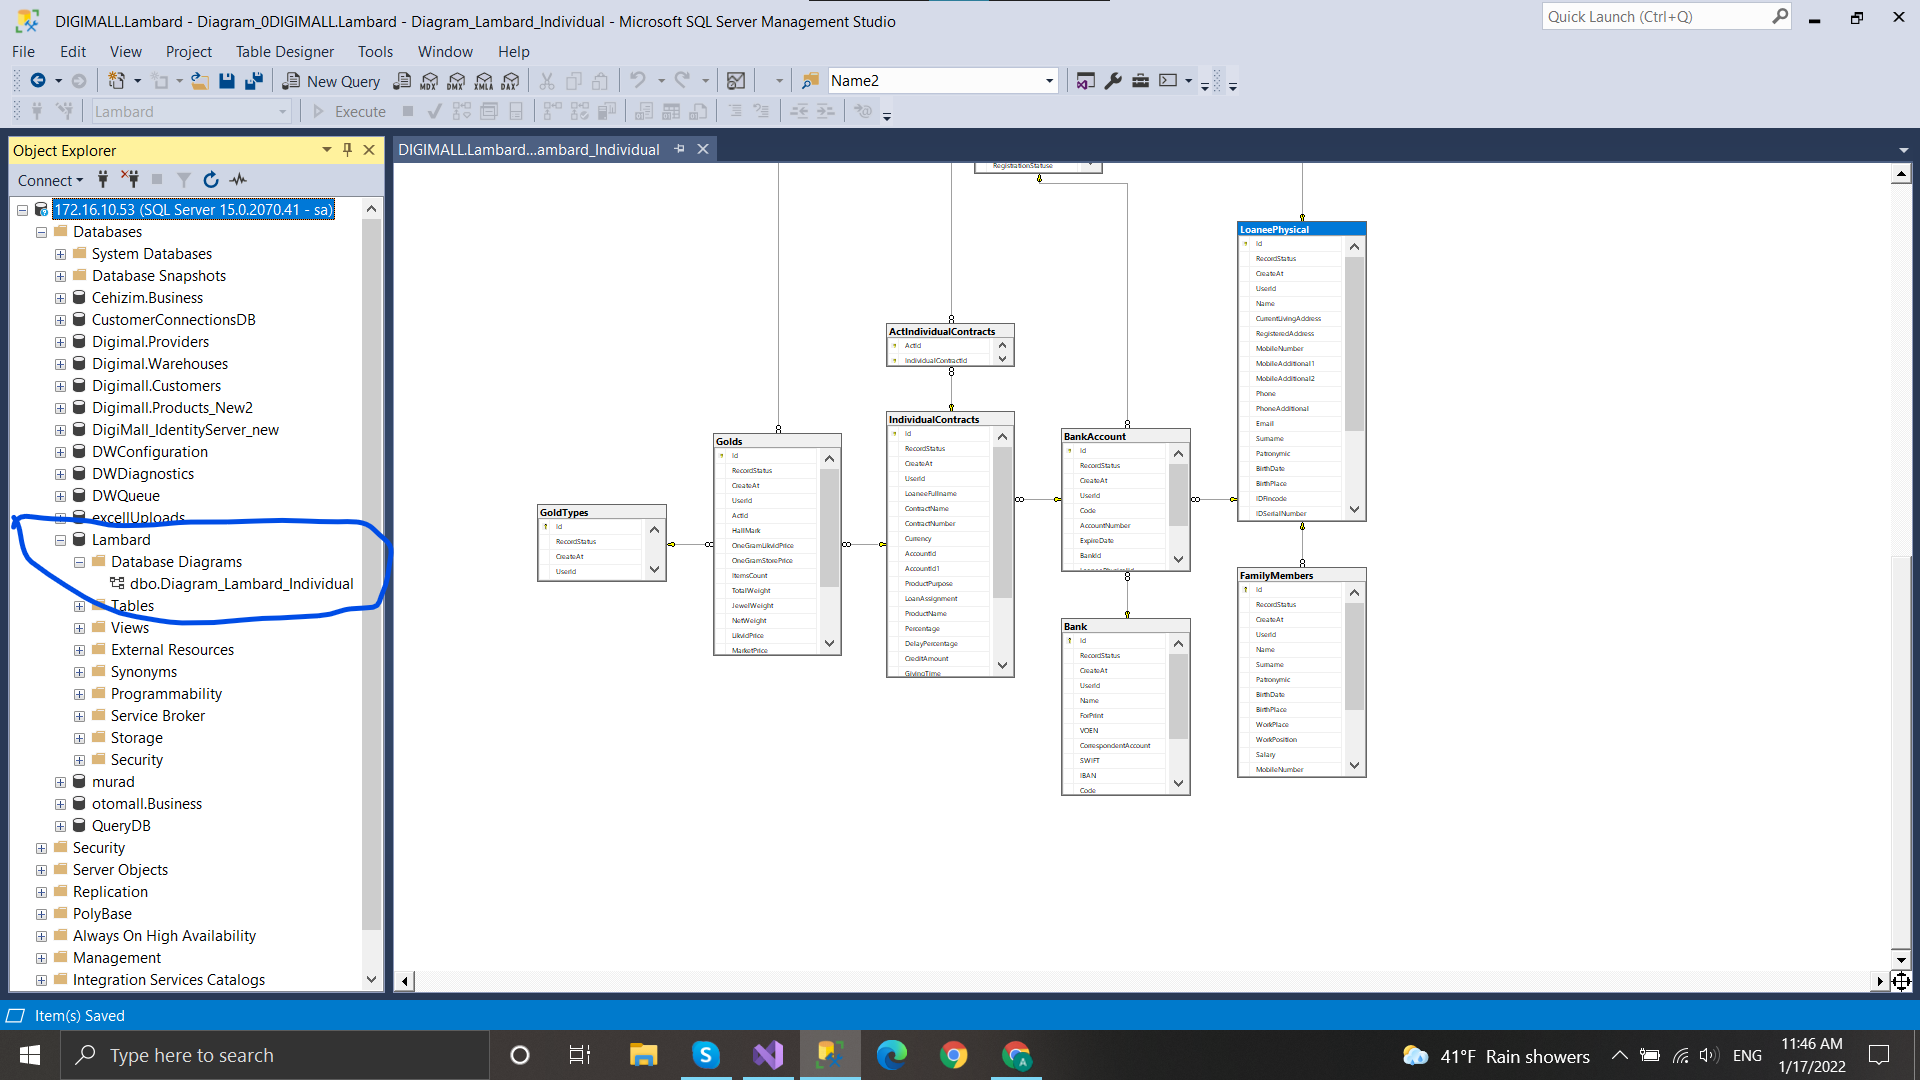 DIGIMALL.Lambard - Diagram_0DIGIMALL.Lambard - Diagram_Lambard_Individual - Microsoft SQL Server Management Studio
Quick Launch (Ctrl+Q)
File Edit View Project Table Designer Tools Window Help
New Query MDX DMX XMLA DAX Name2
Lambard Execute
Object Explorer
Connect
172.16.10.53 (SQL Server 15.0.2070.41 - sa)
Databases
System Databases
Database Snapshots
Cehizim.Business
CustomerConnectionsDB
Digimal.Providers
Digimal.Warehouses
Digimall.Customers
Digimall.Products_New2
DigiMall_IdentityServer_new
DWConfiguration
DWDiagnostics
DWQueue
excellUploads
Lambard
Database Diagrams
dbo.Diagram_Lambard_Individual
Tables
Views
External Resources
Synonyms
Programmability
Service Broker
Storage
Security
murad
otomall.Business
QueryDB
Security
Server Objects
Replication
PolyBase
Always On High Availability
Management
Integration Services Catalogs
DIGIMALL.Lambard...ambard_Individual
RegistrationStatuse
GoldTypes
Id
RecordStatus
CreateAt
UserId
Golds
Id
RecordStatus
CreateAt
UserId
ActId
HallMark
OneGramLikvidPrice
OneGramStorePrice
ItemsCount
TotalWeight
JewelWeight
NetWeight
LikvidPrice
MarketPrice
ActIndividualContracts
ActId
IndividualContractId
IndividualContracts
Id
RecordStatus
CreateAt
UserId
LoaneeFullname
ContractName
ContractNumber
Currency
AccountId
AccountId1
ProductPurpose
LoanAssignment
ProductName
Percentage
DelayPercentage
CreditAmount
GivingTime
BankAccount
Id
RecordStatus
CreateAt
UserId
Code
AccountNumber
ExpireDate
BankId
LoaneePhysicalId
Bank
Id
RecordStatus
CreateAt
UserId
Name
ForPrint
VOEN
CorrespondentAccount
SWIFT
IBAN
Code
LoaneePhysical
Id
RecordStatus
CreateAt
UserId
Name
CurrentLivingAddress
RegisteredAddress
MobileNumber
MobileAdditional1
MobileAdditional2
Phone
PhoneAdditional
Email
Surname
Patronymic
BirthDate
BirthPlace
IDFincode
IDSerialNumber
FamilyMembers
Id
RecordStatus
CreateAt
UserId
Name
Surname
Patronymic
BirthDate
BirthPlace
WorkPlace
WorkPosition
Salary
MobileNumber
Item(s) Saved
Type here to search
41°F Rain showers
ENG
11:46 AM
1/17/2022